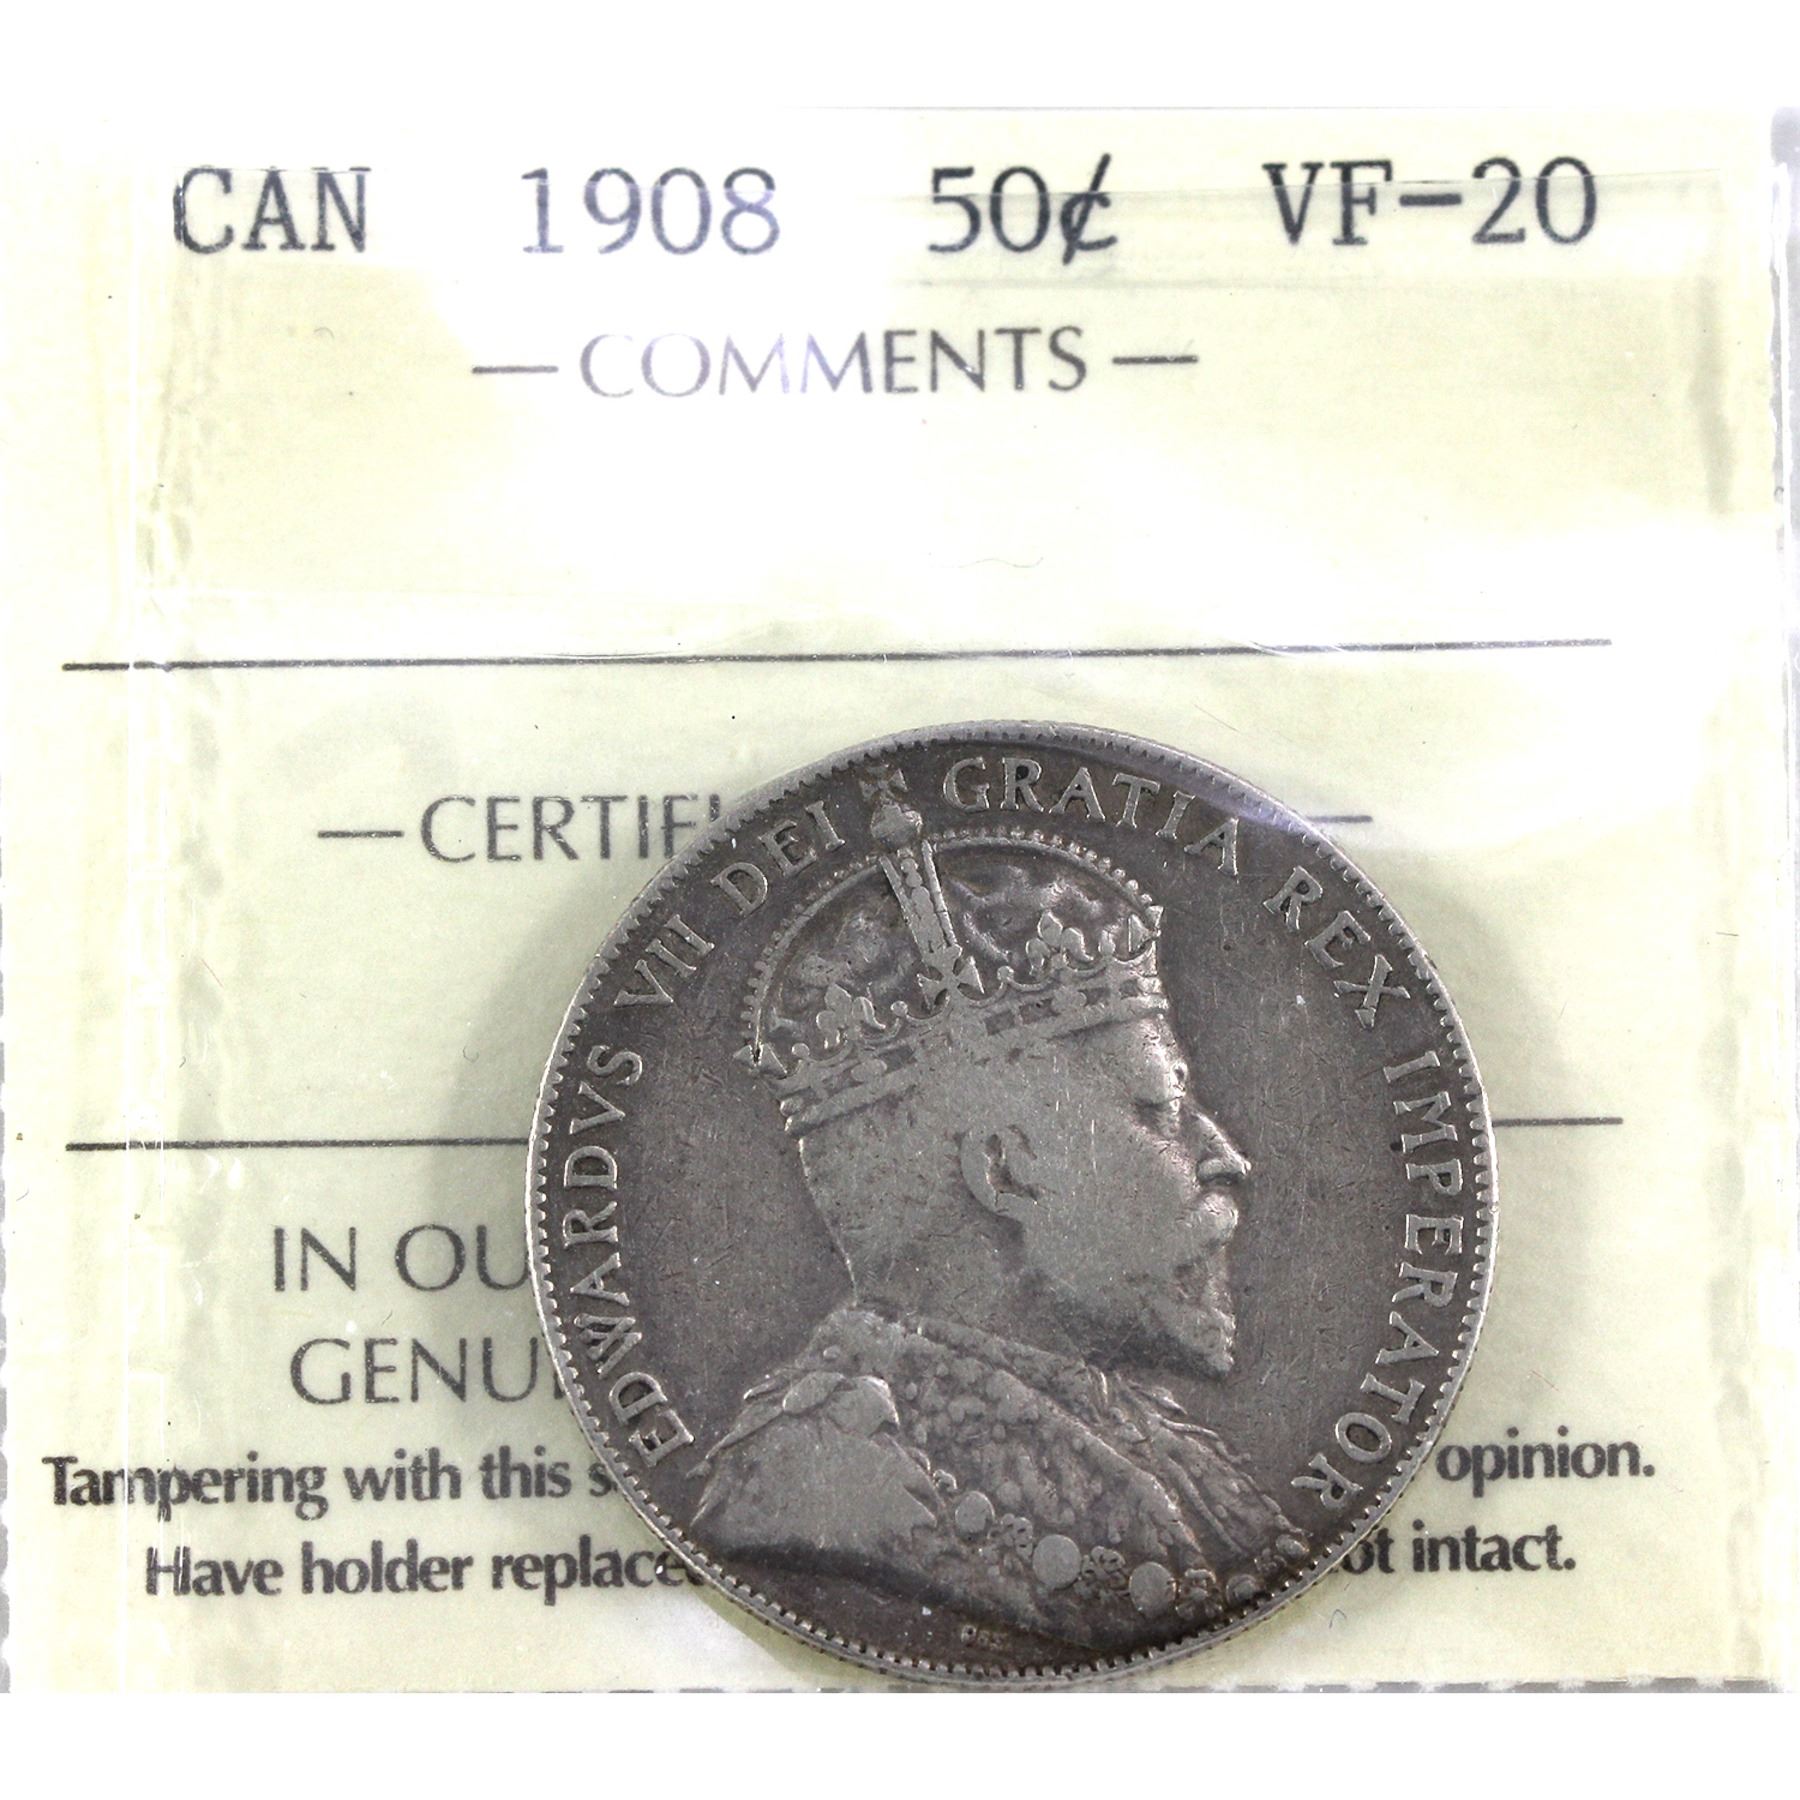 CAN 1908 50¢ VF-20
— COMMENTS —
— CERTIFI —
IN OU
GENU
Tampering with this s opinion.
Have holder replace ot intact.
EDWARDVS VII DEI GRATIA REX IMPERATOR